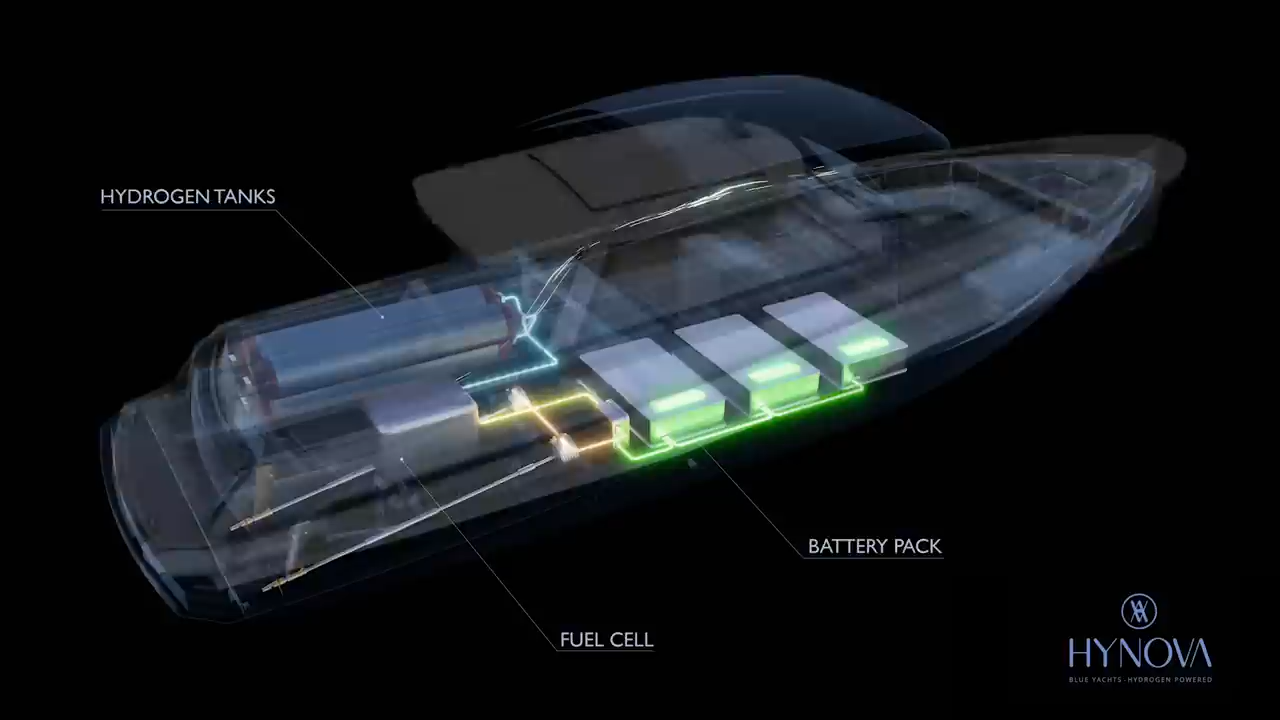 HYDROGEN TANKS
BATTERY PACK
FUEL CELL
HYNOVA
BLUE YACHTS - HYDROGEN POWERED